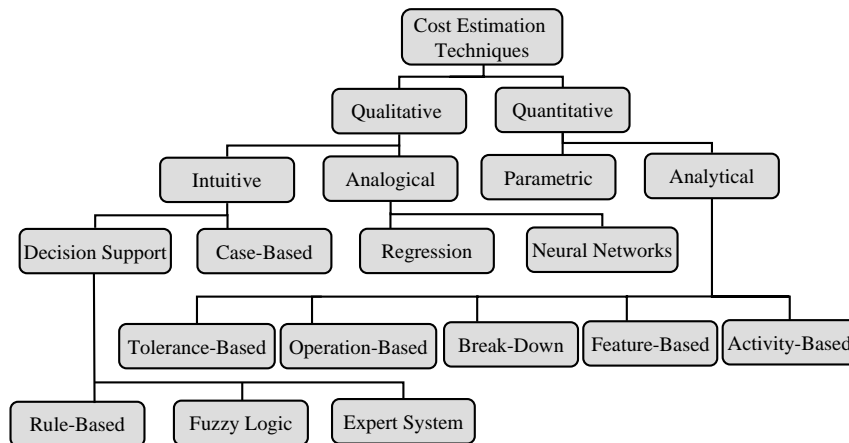 Cost Estimation
Techniques
Qualitative
Quantitative
Intuitive
Analogical
Parametric
Analytical
Decision Support
Case-Based
Regression
Neural Networks
Tolerance-Based
Operation-Based
Break-Down
Feature-Based
Activity-Based
Rule-Based
Fuzzy Logic
Expert System